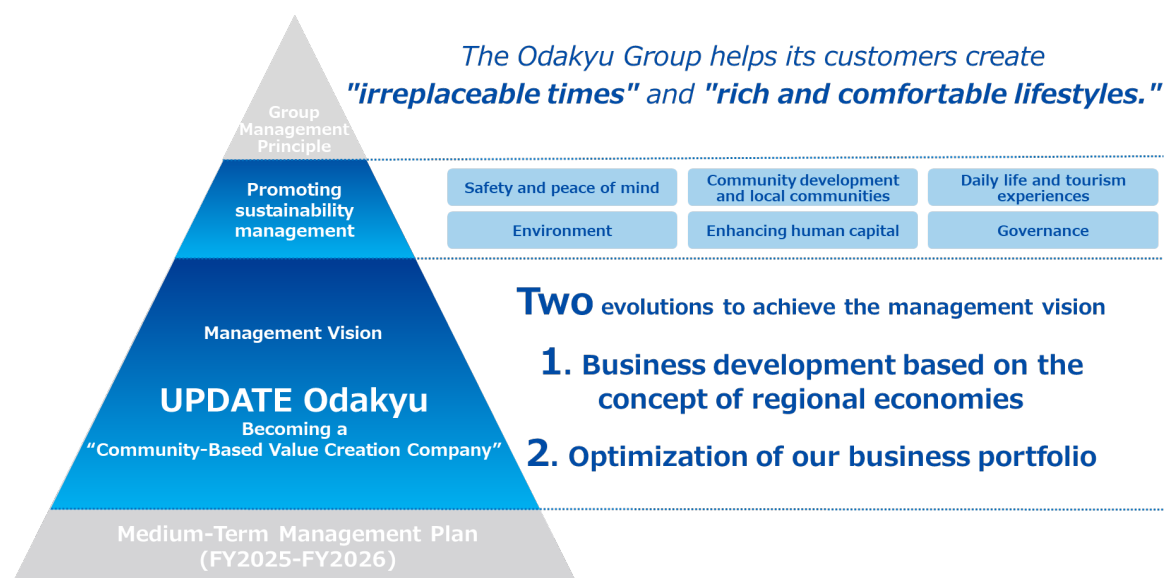 The Odakyu Group helps its customers create
"irreplaceable times" and "rich and comfortable lifestyles."
Group
Management
Principle
Promoting
sustainability
management
Safety and peace of mind
Community development
and local communities
Daily life and tourism
experiences
Environment
Enhancing human capital
Governance
Management Vision
UPDATE Odakyu
Becoming a
“Community-Based Value Creation Company”
Two evolutions to achieve the management vision
1. Business development based on the
concept of regional economies
2. Optimization of our business portfolio
Medium-Term Management Plan
(FY2025-FY2026)